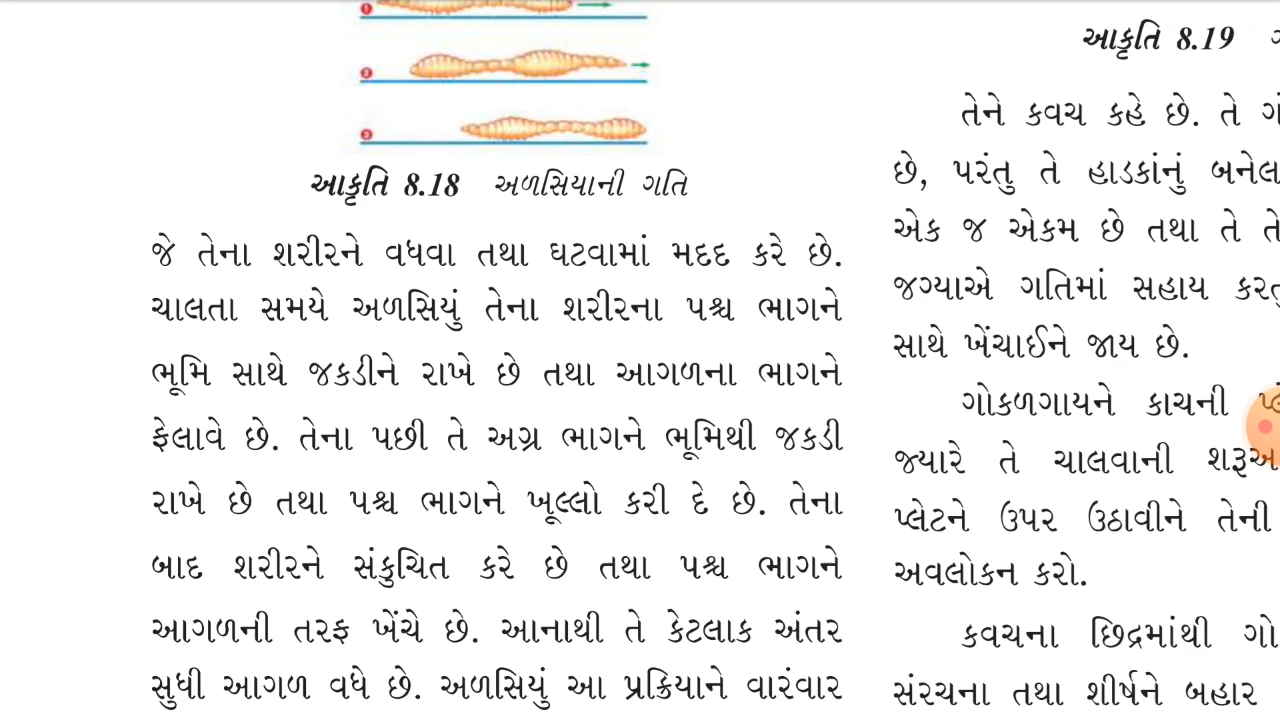 1
2
3
આકૃતિ 8.18 અળસિયાની ગતિ
જે તેના શરીરને વધવા તથા ઘટવામાં મદદ કરે છે.
ચાલતા સમયે અળસિયું તેના શરીરના પશ્ચ ભાગને
ભૂમિ સાથે જકડીને રાખે છે તથા આગળના ભાગને
ફેલાવે છે. તેના પછી તે અગ્ર ભાગને ભૂમિથી જકડી
રાખે છે તથા પશ્ચ ભાગને ખૂલ્લો કરી દે છે. તેના
બાદ શરીરને સંકુચિત કરે છે તથા પશ્ચ ભાગને
આગળની તરફ ખેંચે છે. આનાથી તે કેટલાક અંતર
સુધી આગળ વધે છે. અળસિયું આ પ્રક્રિયાને વારંવાર
આકૃતિ 8.19
તેને કવચ કહે છે. તે
છે, પરંતુ તે હાડકાંનું બનેલ
એક જ એકમ છે તથા તે
જગ્યાએ ગતિમાં સહાય
સાથે ખેંચાઈને જાય છે.
ગોકળગાયને કાચની
જ્યારે તે ચાલવાની
પ્લેટને ઉપર ઉઠાવીને તેની
અવલોકન કરો.
કવચના છિદ્રમાંથી
સંરચના તથા શીર્ષને બહાર